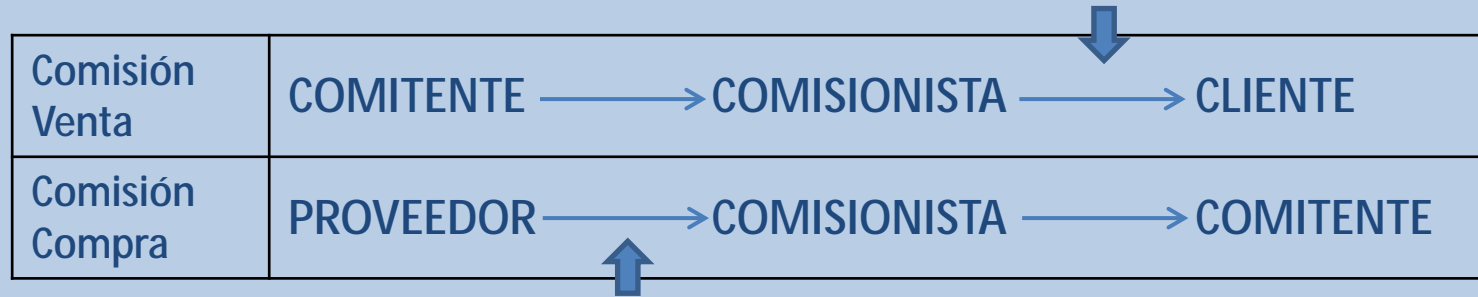 Comisión
Venta
COMITENTE COMISIONISTA CLIENTE
Comisión
Compra
PROVEEDOR COMISIONISTA COMITENTE